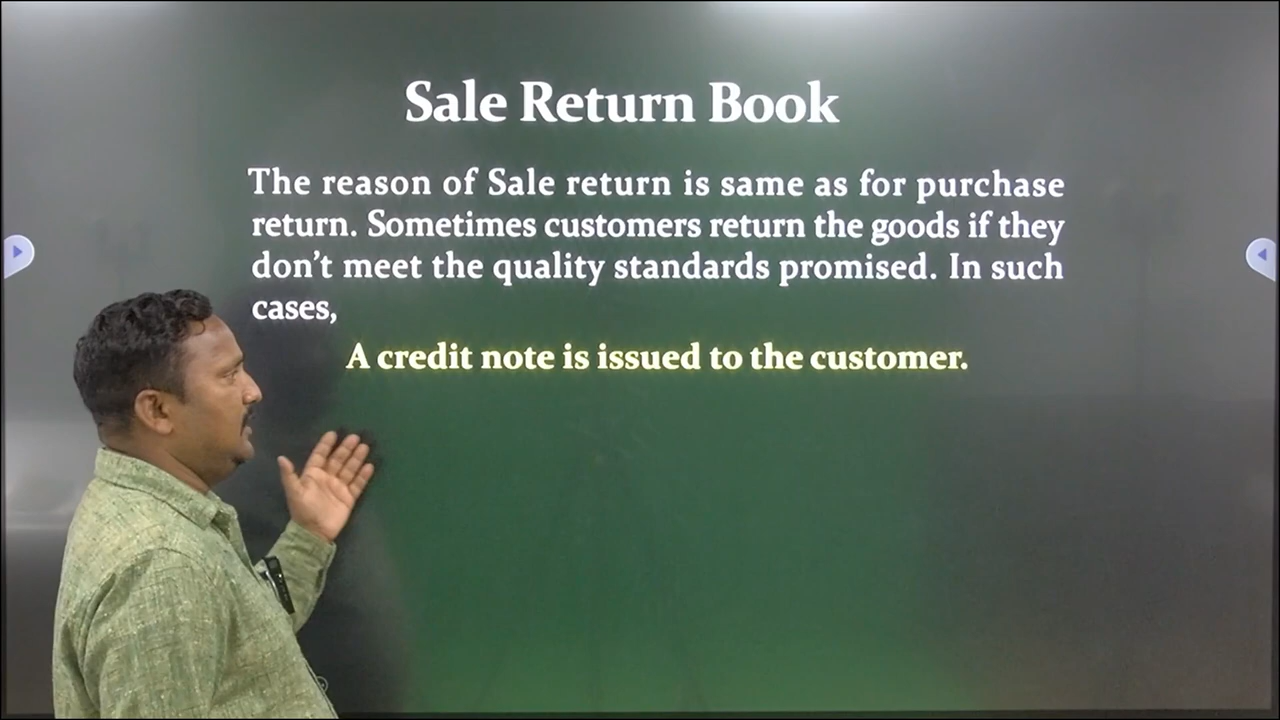 Sale Return Book
The reason of Sale return is same as for purchase
return. Sometimes customers return the goods if they
don’t meet the quality standards promised. In such
cases,
A credit note is issued to the customer.